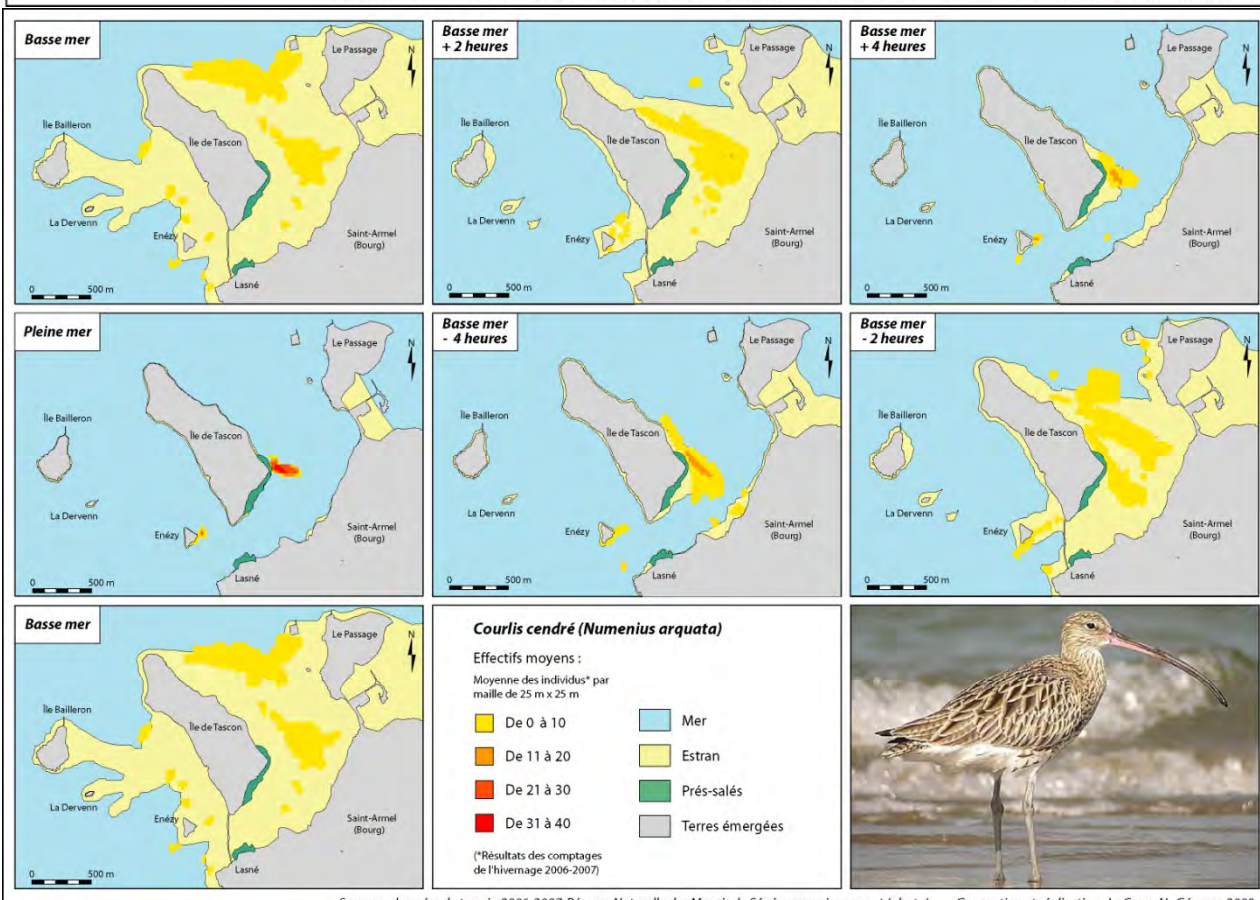 Basse mer
Le Passage
N
Île Bailleron
Île de Tascon
La Dervenn
Enézy
Saint-Armel
(Bourg)
Lasné
0 500 m
Basse mer
+ 2 heures
Le Passage
N
Île Bailleron
Île de Tascon
La Dervenn
Enézy
Saint-Armel
(Bourg)
Lasné
0 500 m
Basse mer
+ 4 heures
Le Passage
N
Île Bailleron
Île de Tascon
La Dervenn
Enézy
Saint-Armel
(Bourg)
Lasné
0 500 m
Pleine mer
Le Passage
N
Île Bailleron
Île de Tascon
La Dervenn
Enézy
Saint-Armel
(Bourg)
Lasné
0 500 m
Basse mer
- 4 heures
Le Passage
N
Île Bailleron
Île de Tascon
La Dervenn
Enézy
Saint-Armel
(Bourg)
Lasné
0 500 m
Basse mer
- 2 heures
Le Passage
N
Île Bailleron
Île de Tascon
La Dervenn
Enézy
Saint-Armel
(Bourg)
Lasné
0 500 m
Basse mer
Le Passage
N
Île Bailleron
Île de Tascon
La Dervenn
Enézy
Saint-Armel
(Bourg)
Lasné
0 500 m
Courlis cendré (Numenius arquata)
Effectifs moyens :
Moyenne des individus* par
maille de 25 m x 25 m
De 0 à 10
De 11 à 20
De 21 à 30
De 31 à 40
Mer
Estran
Prés-salés
Terres émergées
(*Résultats des comptages
de l'hivernage 2006-2007)